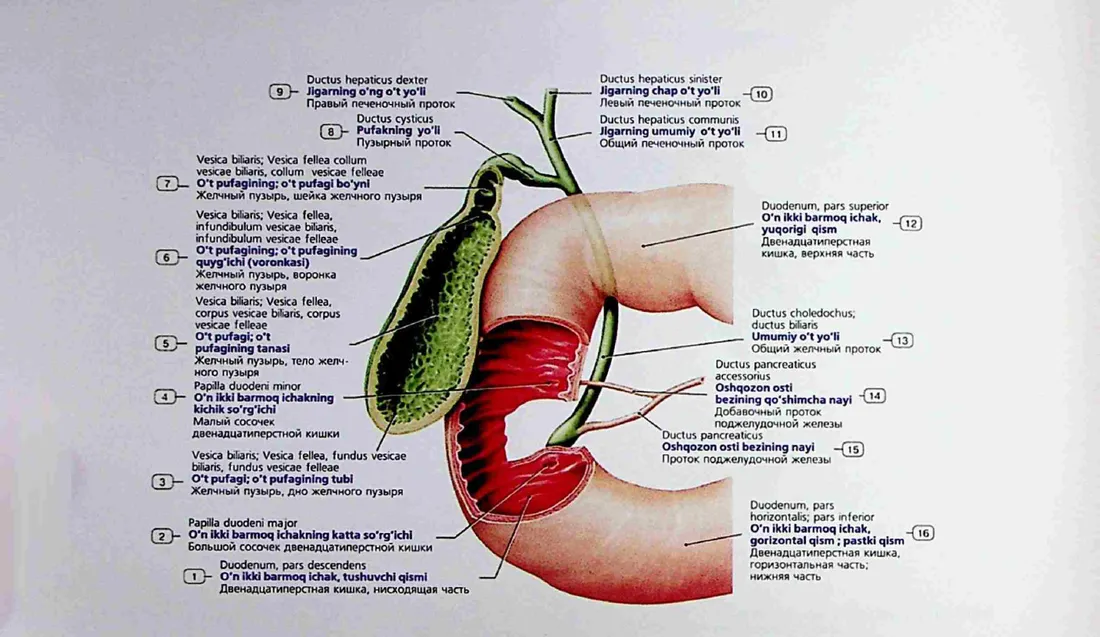 9
Ductus hepaticus dexter
Jigarning o'ng o't yo'li
Правый печеночный проток
8
Ductus cysticus
Pufakning yo'li
Пузырный проток
7
Vesica biliaris; Vesica fellea collum
vesicae biliaris, collum vesicae felleae
O't pufagining; o't pufagi bo'yni
Желчный пузырь, шейка желчного пузыря
6
Vesica biliaris; Vesica fellea,
infundibulum vesicae biliaris,
infundibulum vesicae felleae
O't pufagining; o't pufagining
quyg'ichi (voronkasi)
Желчный пузырь, воронка
желчного пузыря
5
Vesica biliaris; Vesica fellea,
corpus vesicae biliaris, corpus
vesicae felleae
O't pufagi; o't
pufagining tanasi
Желчный пузырь, тело желч-
ного пузыря
4
Papilla duodeni minor
O'n ikki barmoq ichakning
kichik so'rg'ichi
Малый сосочек
двенадцатиперстной кишки
3
Vesica biliaris; Vesica fellea, fundus vesicae
biliaris, fundus vesicae felleae
O't pufagi; o't pufagining tubi
Желчный пузырь, дно желчного пузыря
2
Papilla duodeni major
O'n ikki barmoq ichakning katta so'rg'ichi
Большой сосочек двенадцатиперстной кишки
1
Duodenum, pars descendens
O'n ikki barmoq ichak, tushuvchi qismi
Двенадцатиперстная кишка, нисходящая часть
10
Ductus hepaticus sinister
Jigarning chap o't yo'li
Левый печеночный проток
11
Ductus hepaticus communis
Jigarning umumiy o't yo'li
Общий печеночный проток
12
Duodenum, pars superior
O'n ikki barmoq ichak,
yuqorigi qism
Двенадцатиперстная
кишка, верхняя часть
13
Ductus choledochus;
ductus biliaris
Umumiy o't yo'li
Общий желчный проток
14
Ductus pancreaticus
accessorius
Oshqozon osti
bezining qo'shimcha nayi
Добавочный проток
поджелудочной железы
15
Ductus pancreaticus
Oshqozon osti bezining nayi
Проток поджелудочной железы
16
Duodenum, pars
horizontalis; pars inferior
O'n ikki barmoq ichak,
gorizontal qism ; pastki qism
Двенадцатиперстная кишка,
горизонтальная часть;
нижняя часть